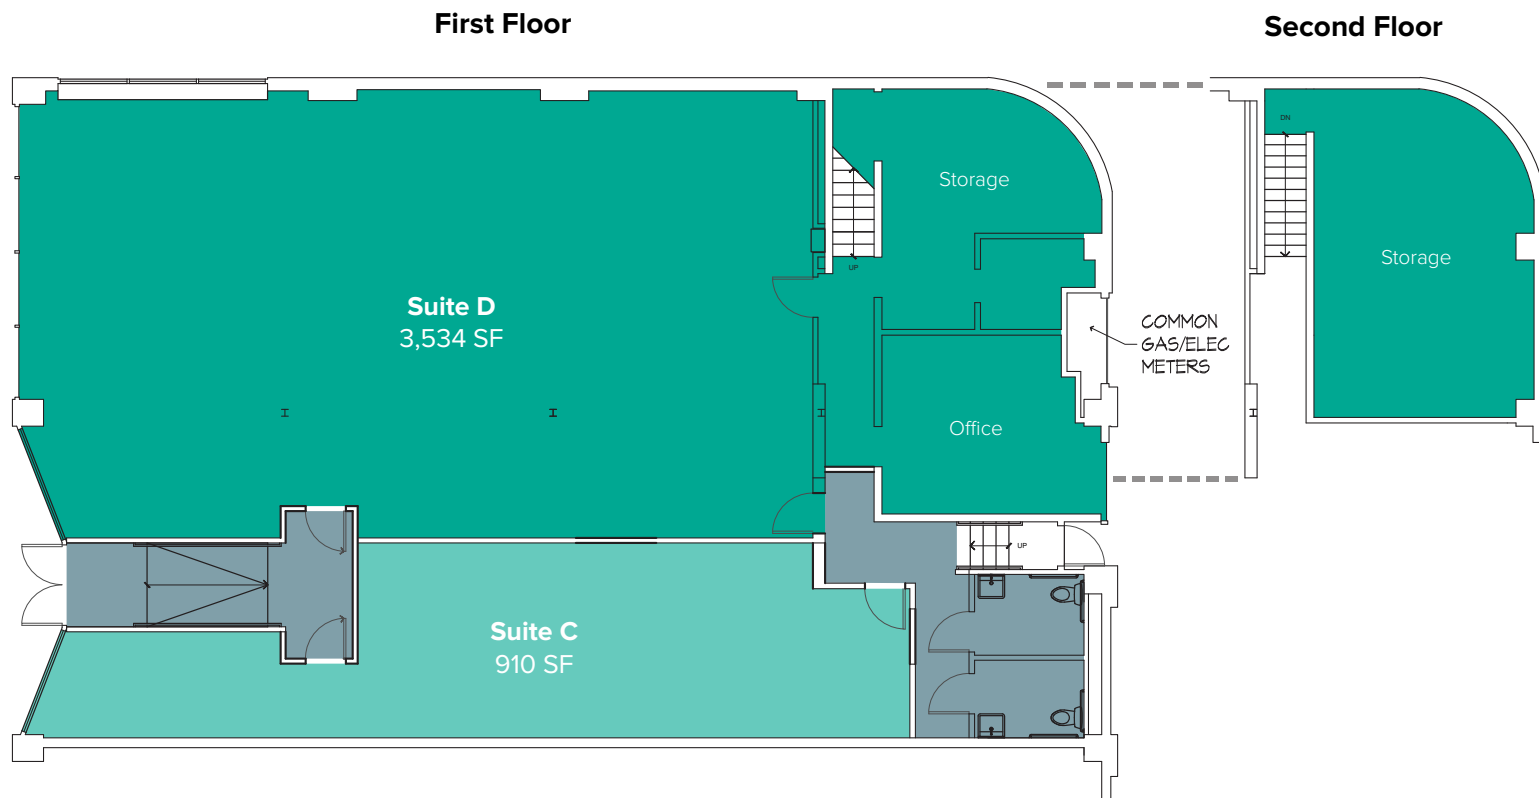 First Floor
Second Floor
DN
Storage
UP
Storage
Suite D
3,534 SF
COMMON
GAS/ELEC
METERS
Office
UP
Suite C
910 SF